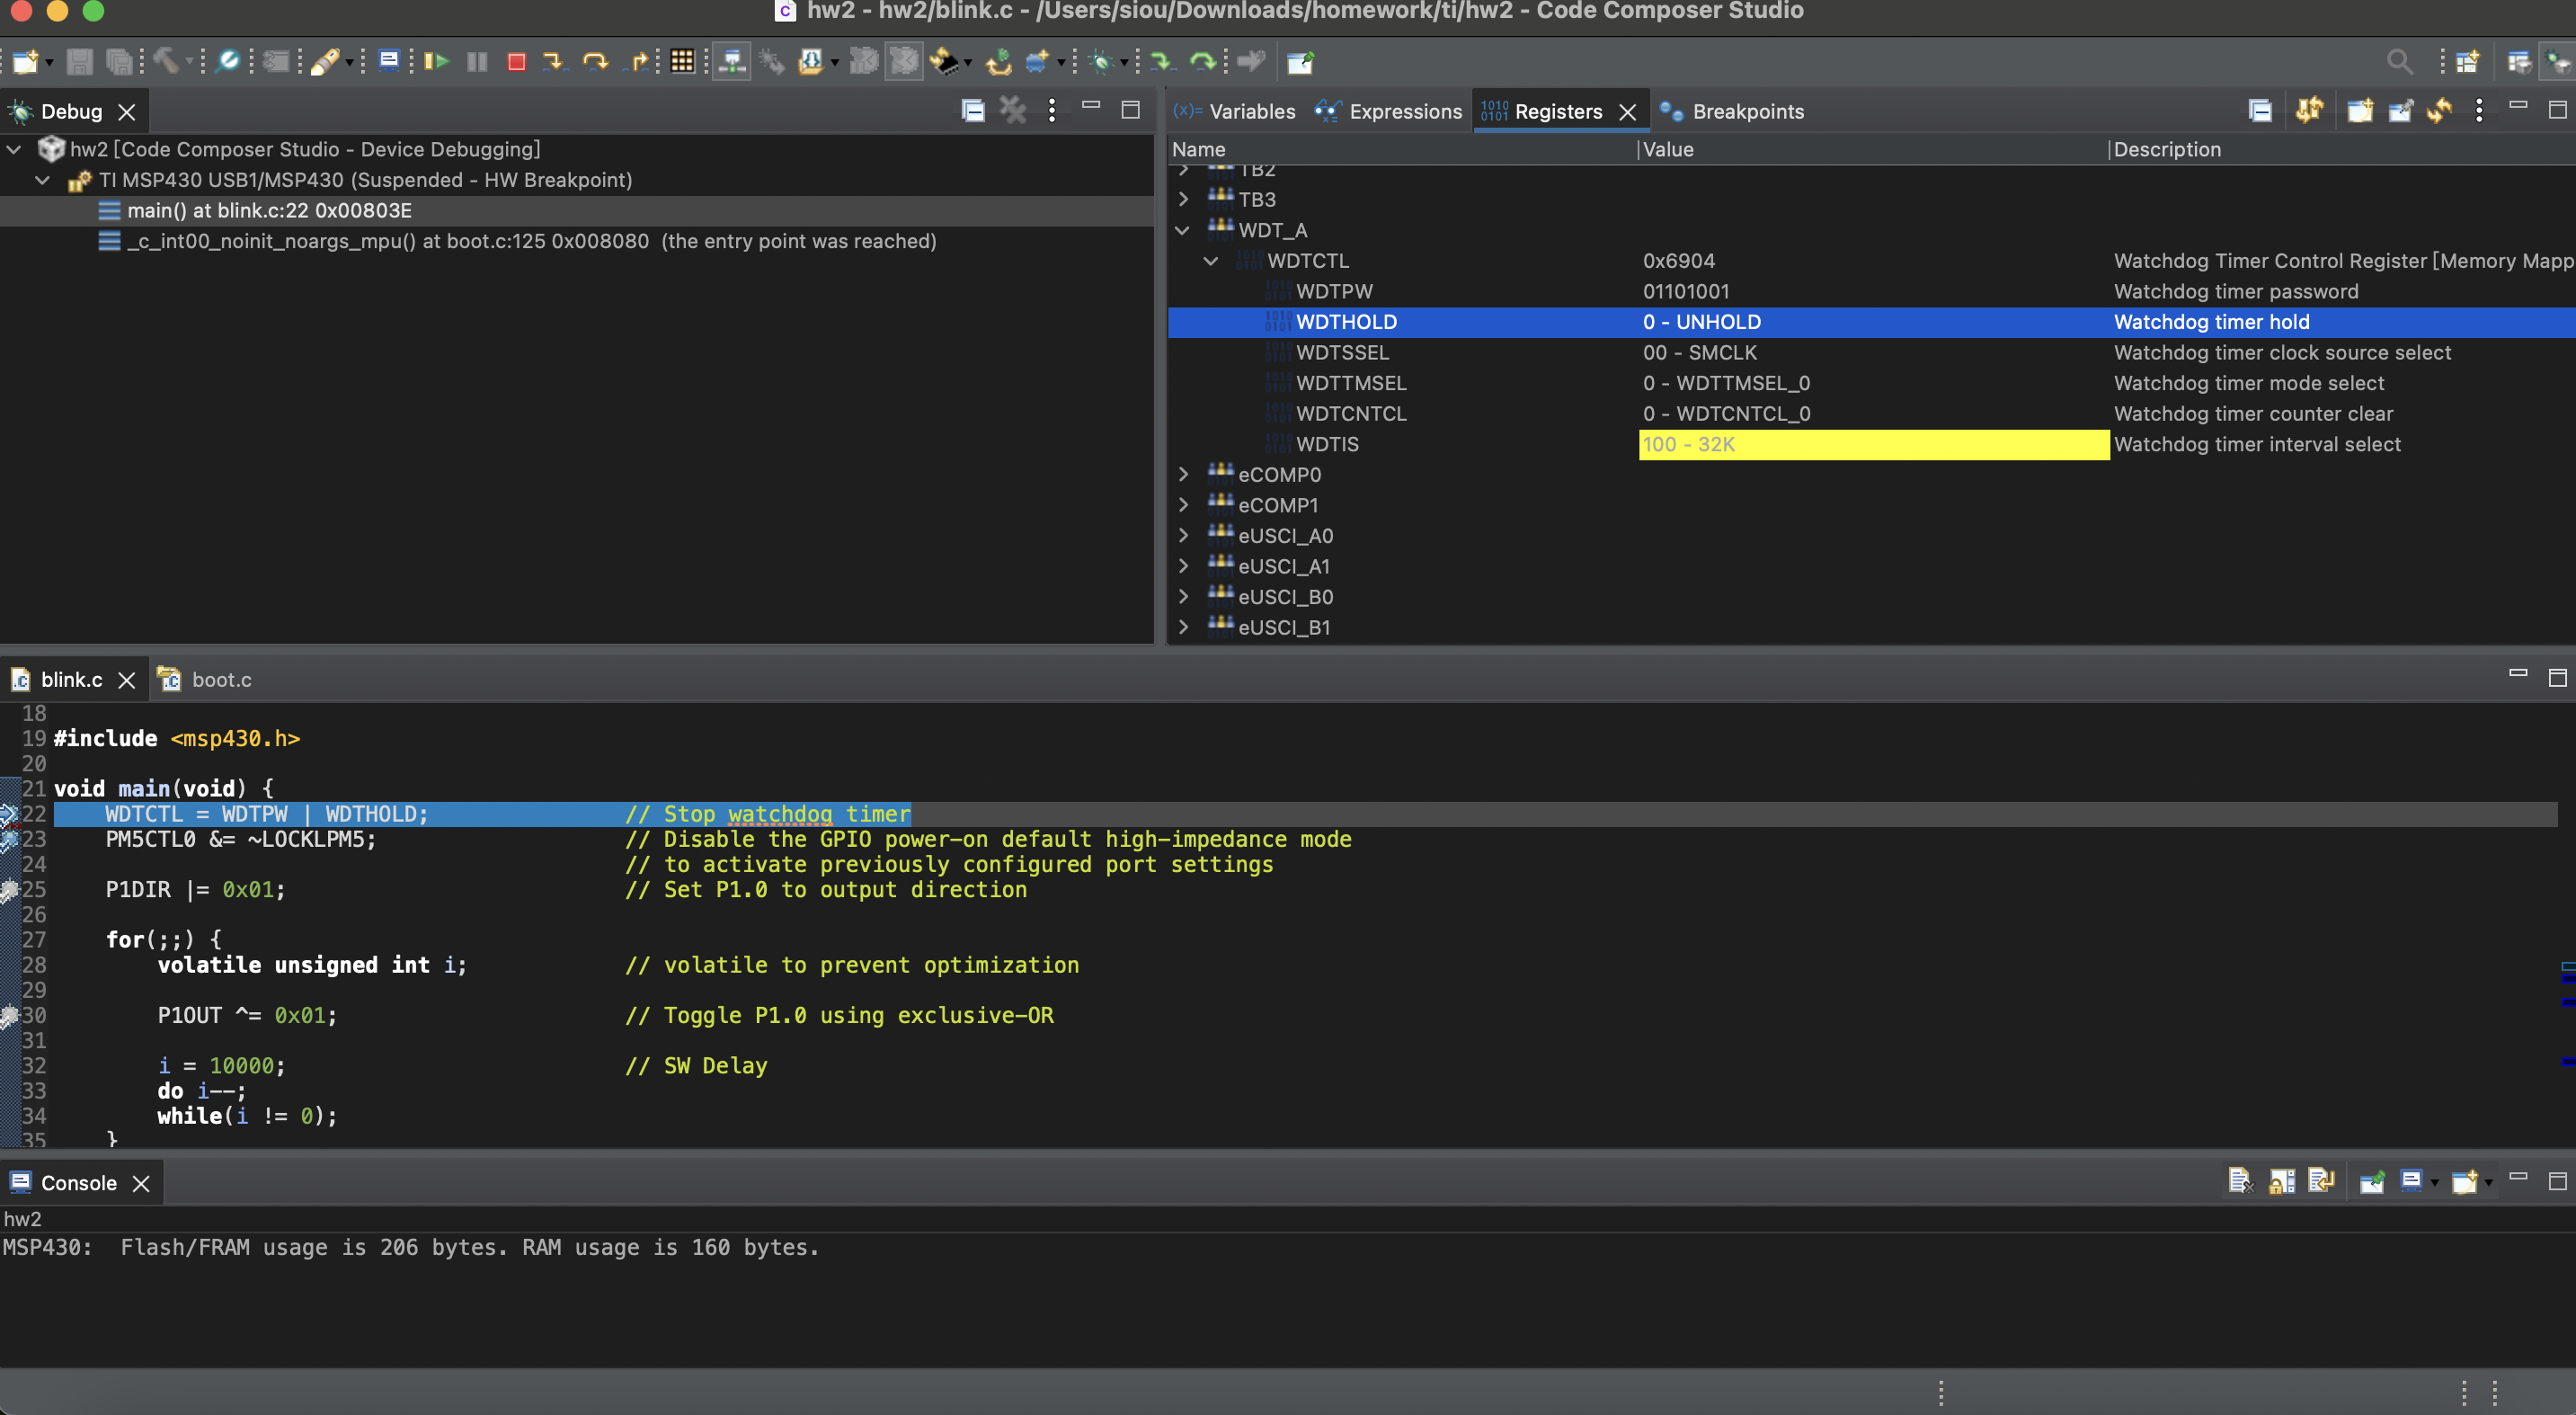 hw2 - hw2/blink.c - /Users/siou/Downloads/homework/ti/hw2 - Code Composer Studio
Debug
hw2 [Code Composer Studio - Device Debugging]
TI MSP430 USB1/MSP430 (Suspended - HW Breakpoint)
main() at blink.c:22 0x00803E
_c_int00_noinit_noargs_mpu() at boot.c:125 0x008080 (the entry point was reached)
(x)= Variables Expressions 1010 0101 Registers Breakpoints
Name Value Description
TB2
TB3
WDT_A
WDTCTL 0x6904 Watchdog Timer Control Register [Memory Mapp
WDTPW 01101001 Watchdog timer password
WDTHOLD 0 - UNHOLD Watchdog timer hold
WDTSSEL 00 - SMCLK Watchdog timer clock source select
WDTTMSEL 0 - WDTTMSEL_0 Watchdog timer mode select
WDTCNTCL 0 - WDTCNTCL_0 Watchdog timer counter clear
WDTIS 100 - 32K Watchdog timer interval select
eCOMP0
eCOMP1
eUSCI_A0
eUSCI_A1
eUSCI_B0
eUSCI_B1
blink.c boot.c
18
19 #include <msp430.h>
20
21 void main(void) {
22 WDTCTL = WDTPW | WDTHOLD; // Stop watchdog timer
23 PM5CTL0 &= ~LOCKLPM5; // Disable the GPIO power-on default high-impedance mode
24 // to activate previously configured port settings
25 P1DIR |= 0x01; // Set P1.0 to output direction
26
27 for(;;) {
28 volatile unsigned int i; // volatile to prevent optimization
29
30 P1OUT ^= 0x01; // Toggle P1.0 using exclusive-OR
31
32 i = 10000; // SW Delay
33 do i--;
34 while(i != 0);
35 }
Console
hw2
MSP430: Flash/FRAM usage is 206 bytes. RAM usage is 160 bytes.